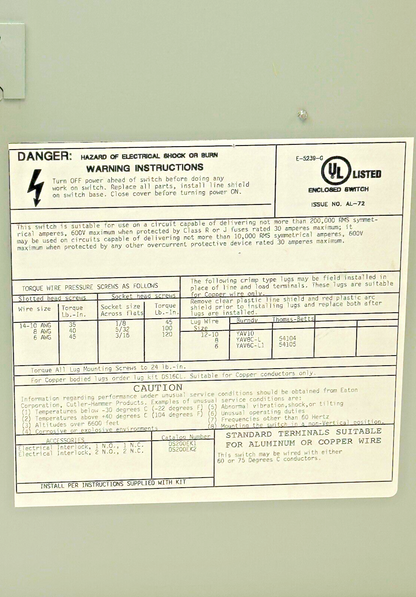 DANGER: HAZARD OF ELECTRICAL SHOCK OR BURN
WARNING INSTRUCTIONS
Turn OFF power ahead of switch before doing any
work on switch. Replace all parts, install line shield
on switch base. Close cover before turning power ON.
E-5239-G
UL LISTED
ENCLOSED SWITCH
ISSUE NO. AL-72
This switch is suitable for use on a circuit capable of delivering not more than 200,000 RMS symmet-
rical amperes, 600V maximum when protected by Class R or J fuses rated 30 amperes maximum; it
may be used on circuits capable of delivering not more than 10,000 RMS symmetrical amperes, 600V
maximum when protected by any other overcurrent protective device rated 30 amperes maximum.
TORQUE WIRE PRESSURE SCREWS AS FOLLOWS
Slotted head screws Socket head screws
Wire size Torque Lb.-In. Socket size Across flats Torque Lb.-In.
14-10 AWG 35 1/8 45
8 AWG 40 5/32 100
6 AWG 45 3/16 120
The following crimp type lugs may be field installed in
place of line and load terminals. These lugs are suitable
for Copper wire only.
Remove clear plastic line shield and red plastic arc
shield prior to installing lugs and replace both after
lugs are installed.
Lug Wire Size Burndy Thomas-Betts
12-10 YAV10
8 YAV8C-L 54104
6 YAV6C-L 54105
Torque All Lug Mounting Screws to 24 lb.-in.
For Copper bodied lugs order lug kit DS16CL. Suitable for Copper conductors only.
CAUTION
Information regarding performance under unusual service conditions should be obtained from Eaton
Corporation, Cutler-Hammer Products. Examples of unusual service conditions are:
(1) Temperatures below -30 degrees C (-22 degrees F) (5) Abnormal vibration, shock, or tilting
(2) Temperatures above +40 degrees C (104 degrees F) (6) Unusual operating duties
(3) Altitudes over 6600 feet (7) Frequencies other than 60 Hertz
(4) Corrosive or explosive environments (8) Mounting the switch in a non-Vertical position.
ACCESSORIES Catalog Number
Electrical Interlock, 1 N.O., 1 N.C. DS200EK1
Electrical Interlock, 2 N.O., 2 N.C. DS200EK2
STANDARD TERMINALS SUITABLE
FOR ALUMINUM OR COPPER WIRE
This switch may be wired with either
60 or 75 Degrees C conductors.
INSTALL PER INSTRUCTIONS SUPPLIED WITH KIT